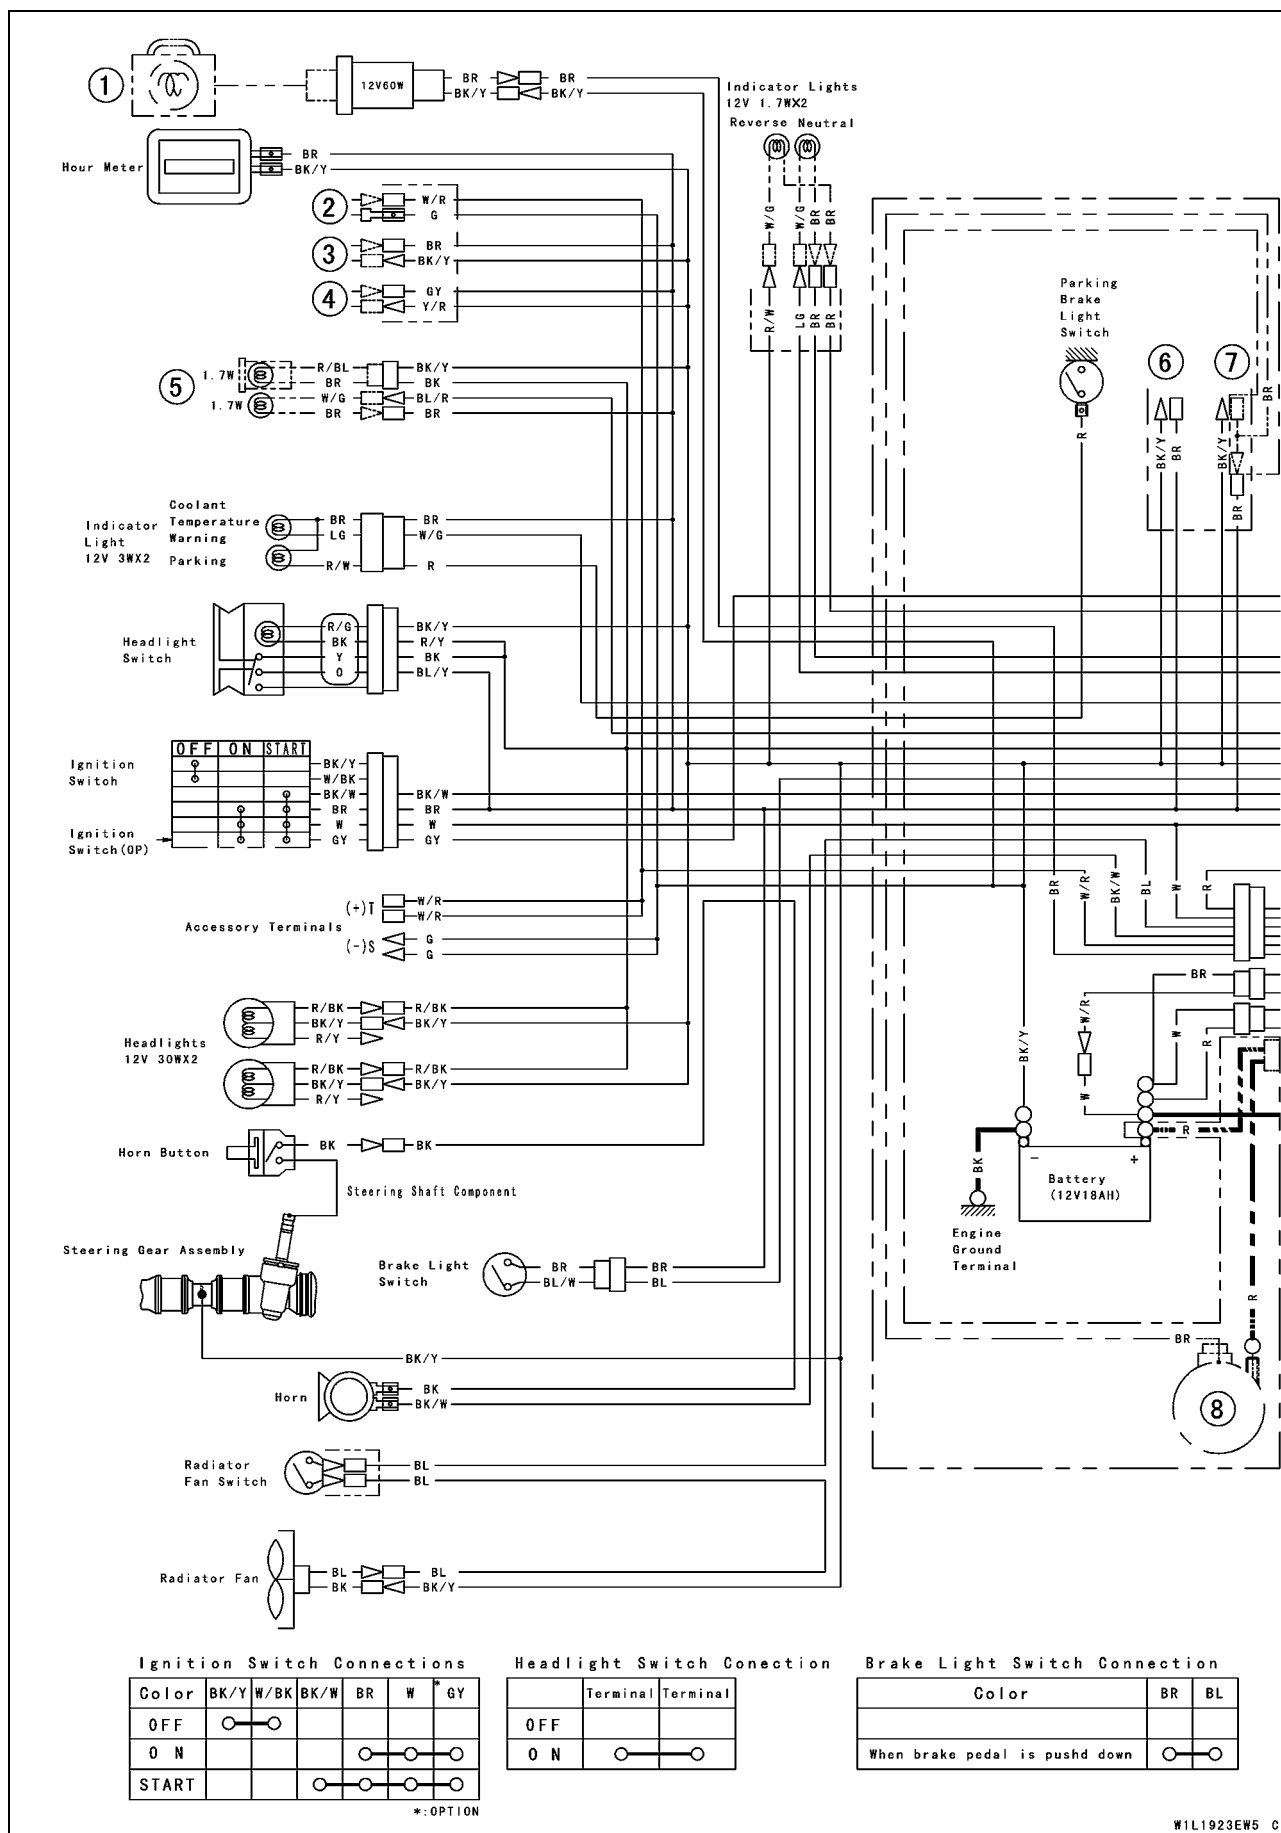 1
12V60W
BR
BR
BK/Y
BK/Y
Indicator Lights
12V 1.7WX2
Reverse Neutral
Hour Meter
BR
BK/Y
2
W/R
G
3
BR
BK/Y
4
GY
Y/R
W/G
W/G
BR
BR
R/W
LG
BR
BR
Parking
Brake
Light
Switch
R
6
7
BK/Y
BR
BK/Y
BR
BR
5
1.7W
R/BL
BK/Y
BR
BK
1.7W
W/G
BL/R
BR
BR
Indicator
Light
12V 3WX2
Coolant
Temperature
Warning
Parking
BR
BR
LG
W/G
R/W
R
Headlight
Switch
R/G
BK/Y
BK
R/Y
Y
BK
O
BL/Y
OFF ON START
Ignition
Switch
Ignition
Switch(OP)
BK/Y
W/BK
BK/W
BK/W
BR
BR
W
W
GY
GY
Accessory Terminals
(+)T
W/R
W/R
(-)S
G
G
BR
W/R
BK/W
BL
W
R
BR
W/R
W
R
W
BK/Y
Headlights
12V 30WX2
R/BK
R/BK
BK/Y
BK/Y
R/Y
R/BK
R/BK
BK/Y
BK/Y
R/Y
Horn Button
BK
BK
Steering Shaft Component
Steering Gear Assembly
BK/Y
Brake Light
Switch
BR
BR
BL/W
BL
BK
- +
Battery
(12V18AH)
R
Engine
Ground
Terminal
R
BR
8
Horn
BK
BK/W
Radiator
Fan Switch
BL
BL
Radiator Fan
BL
BL
BK
BK/Y
Ignition Switch Connections
Color BK/Y W/BK BK/W BR W *GY
OFF
ON
START
*:OPTION
Headlight Switch Conection
Terminal Terminal
OFF
ON
Brake Light Switch Connection
Color BR BL
When brake pedal is pushd down
W1L1923EW5 C